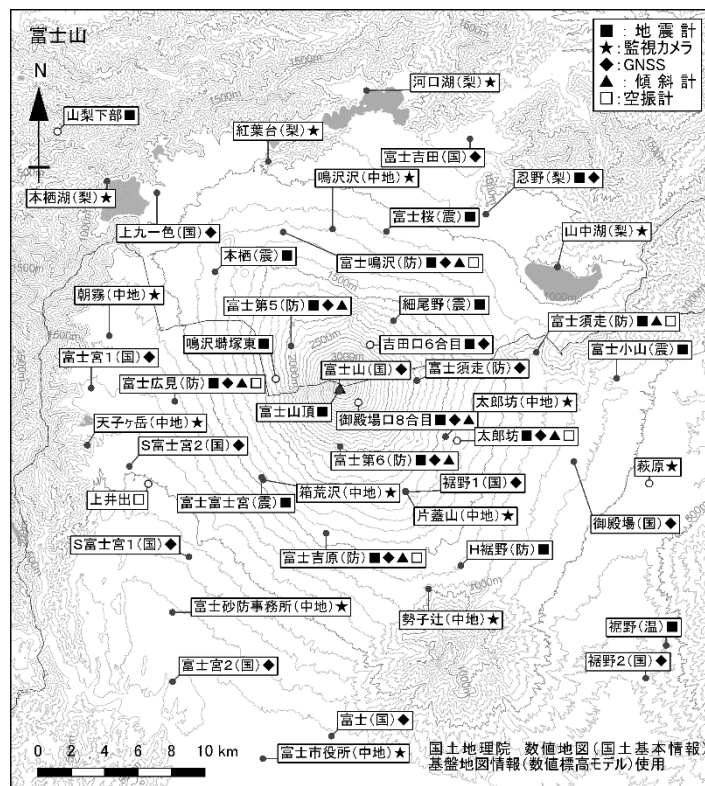 富士山
■：地震計
★：監視カメラ
◆：GNSS
▲：傾斜計
□：空振計
N
河口湖(梨)★
山梨下部■
紅葉台(梨)★
富士吉田(国)◆
鳴沢沢(中地)★
忍野(梨)■◆
本栖湖(梨)★
富士桜(震)■
上九一色(国)◆
山中湖(梨)★
富士鳴沢(防)■◆▲□
本栖(震)■
朝霧(中地)★
富士第5(防)■◆▲
細尾野(震)■
富士須走(防)■▲□
鳴沢塒塚東■
吉田口6合目■◆
富士小山(震)■
富士宮1(国)◆
富士山(国)◆
富士須走(防)◆
富士広見(防)■◆▲□
太郎坊(中地)★
富士山頂■
御殿場口8合目■◆▲
天子ヶ岳(中地)★
太郎坊■◆▲□
S富士宮2(国)◆
富士第6(防)■◆▲
萩原★
裾野1(国)◆
箱荒沢(中地)★
上井出□
富士富士宮(震)■
片蓋山(中地)★
御殿場(国)◆
S富士宮1(国)◆
富士吉原(防)■◆▲□
H裾野(防)■
富士砂防事務所(中地)★
勢子辻(中地)★
裾野(温)■
富士宮2(国)◆
裾野2(国)◆
富士(国)◆
0 2 4 6 8 10 km
富士市役所(中地)★
国土地理院 数値地図(国土基本情報)
基盤地図情報(数値標高モデル)使用
1500m
1500m
1000m
2500m
2000m
3000m
1000m